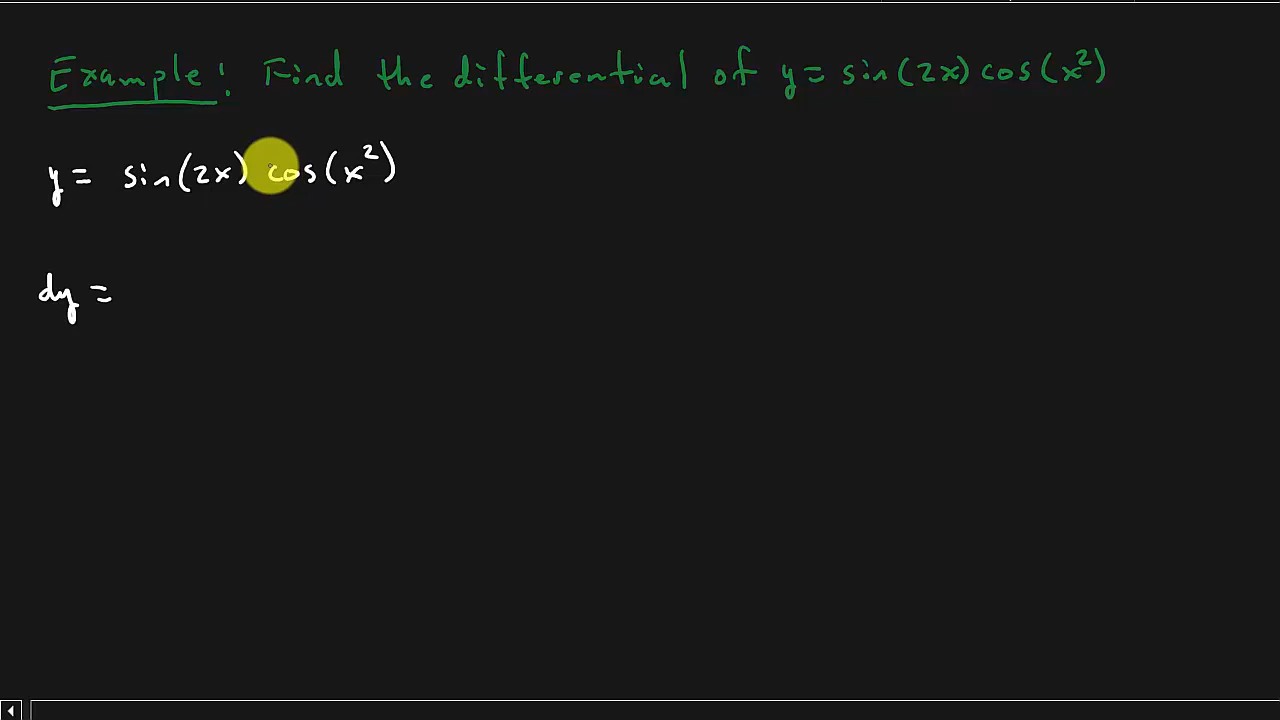 Example! Find the differential of y = sin(2x) cos(x²)
y = sin(2x) cos(x²)
dy =